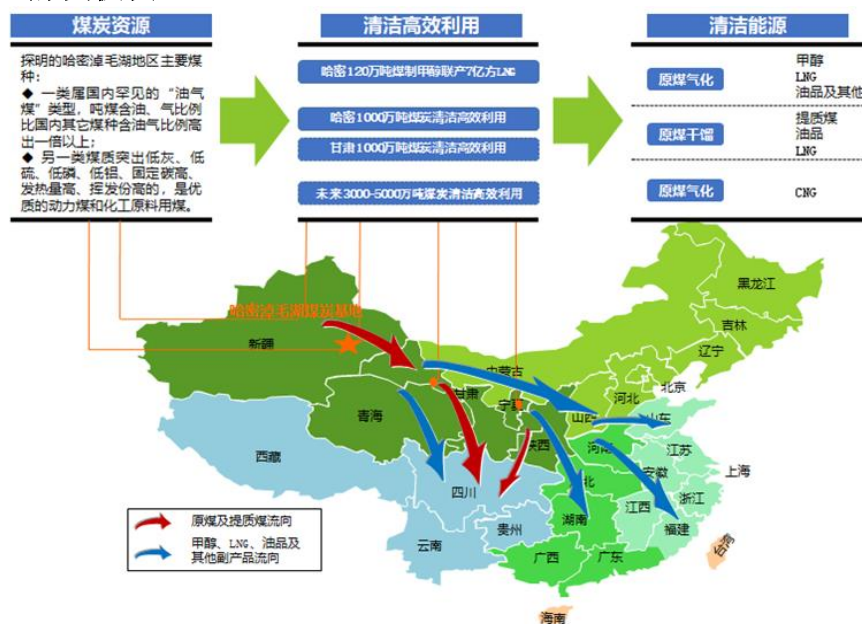 煤炭资源
清洁高效利用
清洁能源
探明的哈密淖毛湖地区主要煤
种：
◆ 一类属国内罕见的“油气
煤”类型，吨煤含油、气比例
比国内其它煤种含油气比例高
出一倍以上；
◆ 另一类煤质突出低灰、低
硫、低磷、低铝、固定碳高、
发热量高、挥发份高的，是优
质的动力煤和化工原料用煤。
哈密120万吨煤制甲醇联产7亿方LNG
哈密1000万吨煤炭清洁高效利用
甘肃1000万吨煤炭清洁高效利用
未来3000-5000万吨煤炭清洁高效利用
原煤气化
甲醇
LNG
油品及其他
原煤干馏
提质煤
油品
LNG
原煤气化
CNG
哈密淖毛湖煤炭基地
黑龙江
吉林
辽宁
新疆
内蒙古
北京
河北
甘肃
宁夏
山西
山东
青海
陕西
河南
江苏
西藏
安徽
上海
四川
北
浙江
江西
湖南
贵州
福建
云南
广西
广东
台湾
海南
原煤及提质煤流向
甲醇、LNG、油品及
其他副产品流向